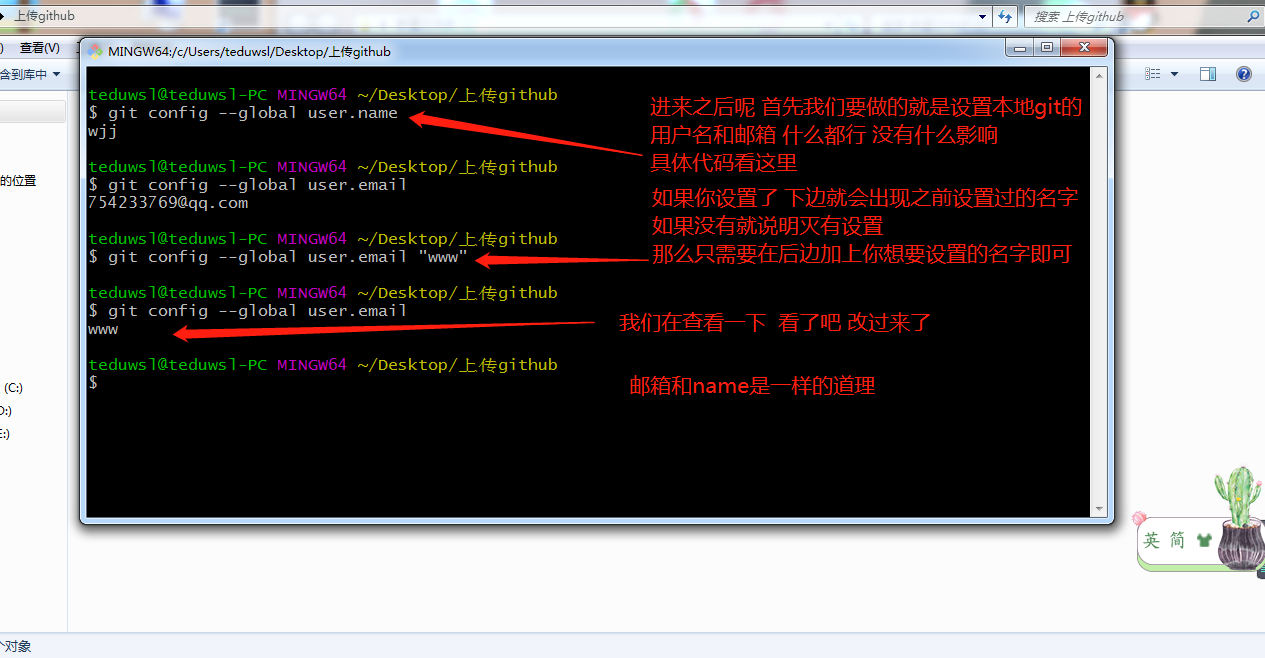 上传github
搜索 上传github
查看(V)
含到库中
MINGW64:/c/Users/teduwsl/Desktop/上传github
teduwsl@teduwsl-PC MINGW64 ~/Desktop/上传github
$ git config --global user.name
wjj
teduwsl@teduwsl-PC MINGW64 ~/Desktop/上传github
$ git config --global user.email
754233769@qq.com
teduwsl@teduwsl-PC MINGW64 ~/Desktop/上传github
$ git config --global user.email "www"
teduwsl@teduwsl-PC MINGW64 ~/Desktop/上传github
$ git config --global user.email
www
teduwsl@teduwsl-PC MINGW64 ~/Desktop/上传github
$
进来之后呢 首先我们要做的就是设置本地git的
用户名和邮箱 什么都行 没有什么影响
具体代码看这里
如果你设置了 下边就会出现之前设置过的名字
如果没有就说明灭有设置
那么只需要在后边加上你想要设置的名字即可
我们在查看一下 看了吧 改过来了
邮箱和name是一样的道理
的位置
(C:)
D:)
E:)
英 简
个对象